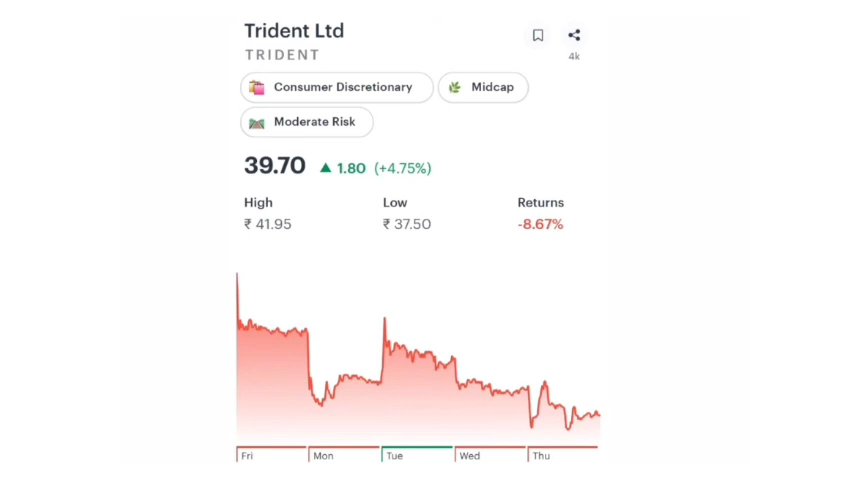 Trident Ltd
TRIDENT
4k
Consumer Discretionary Midcap
Moderate Risk
39.70 ▲ 1.80 (+4.75%)
High Low Returns
₹ 41.95 ₹ 37.50 -8.67%
Fri Mon Tue Wed Thu